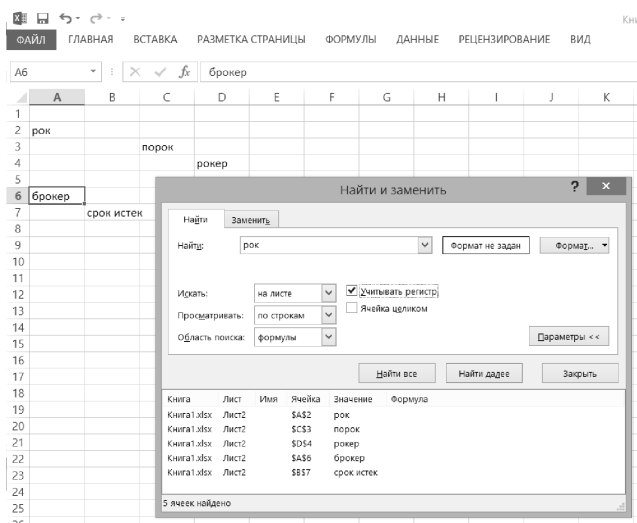 Кни
ФАЙЛ ГЛАВНАЯ ВСТАВКА РАЗМЕТКА СТРАНИЦЫ ФОРМУЛЫ ДАННЫЕ РЕЦЕНЗИРОВАНИЕ ВИД
A6 fx брокер
A B C D E F G H I J K
1
2 рок
3 порок
4 рокер
5
6 брокер
7 срок истек
8
9
10
11
12
13
14
15
16
17
18
19
20
21
22
23
24
25
26
Найти и заменить ? ×
Найти Заменить
Найти: рок Формат не задан Формат...
Искать: на листе Учитывать регистр
Просматривать: по строкам Ячейка целиком
Область поиска: формулы Параметры <<
Найти все Найти далее Закрыть
Книга Лист Имя Ячейка Значение Формула
Книга1.xlsx Лист2 $A$2 рок
Книга1.xlsx Лист2 $C$3 порок
Книга1.xlsx Лист2 $D$4 рокер
Книга1.xlsx Лист2 $A$6 брокер
Книга1.xlsx Лист2 $B$7 срок истек
5 ячеек найдено